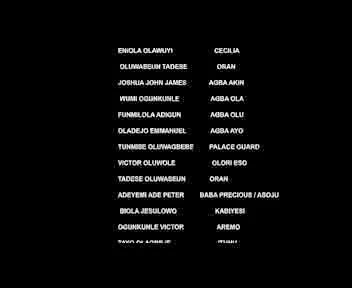 ENIOLA OLAWUYI CECILIA
OLUWASEUN TADESE ORAN
JOSHUA JOHN JAMES AGBA AKIN
WUMI OGUNKUNLE AGBA OLA
FUNMILOLA ADIGUN AGBA OLU
OLADEJO EMMANUEL AGBA AYO
TUNMISE OLUWAGBEBE PALACE GUARD
VICTOR OLUWOLE OLORI ESO
TADESE OLUWASEUN ORAN
ADEYEMI ADE PETER BABA PRECIOUS / ASOJU
BIOLA JESULOWO KABIYESI
OGUNKUNLE VICTOR AREMO